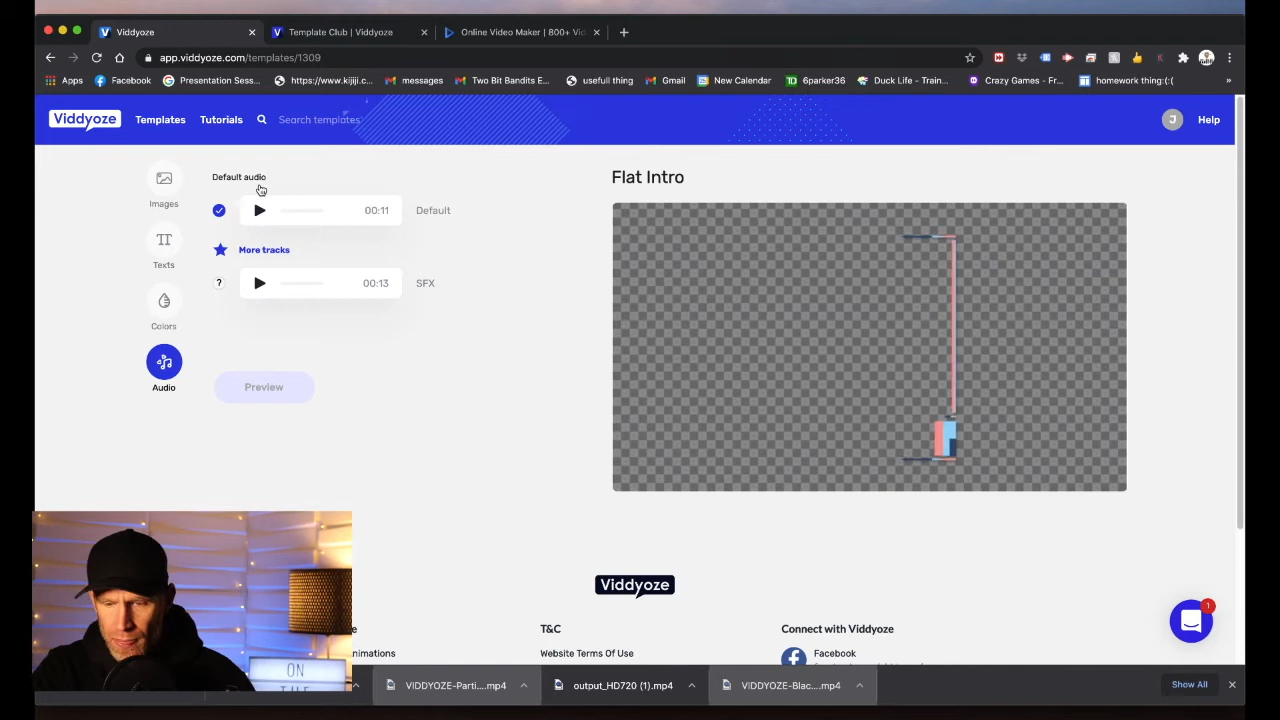 Viddyoze
Template Club | Viddyoze
Online Video Maker | 800+ Vid
app.viddyoze.com/templates/1309
Apps
Facebook
Presentation Sess...
https://www.kijiji.c...
messages
Two Bit Bandits E...
usefull thing
Gmail
New Calendar
6parker36
Duck Life - Train...
Crazy Games - Fr...
homework thing:(:(
»
Viddyoze
Templates
Tutorials
Search templates
J
Help
Images
Texts
Colors
Audio
Default audio
00:11
Default
More tracks
?
00:13
SFX
Preview
Flat Intro
Viddyoze
T&C
Connect with Viddyoze
nimations
Website Terms Of Use
Facebook
1
ON
THE
VIDDYOZE-Parti....mp4
output_HD720 (1).mp4
VIDDYOZE-Blac....mp4
Show All